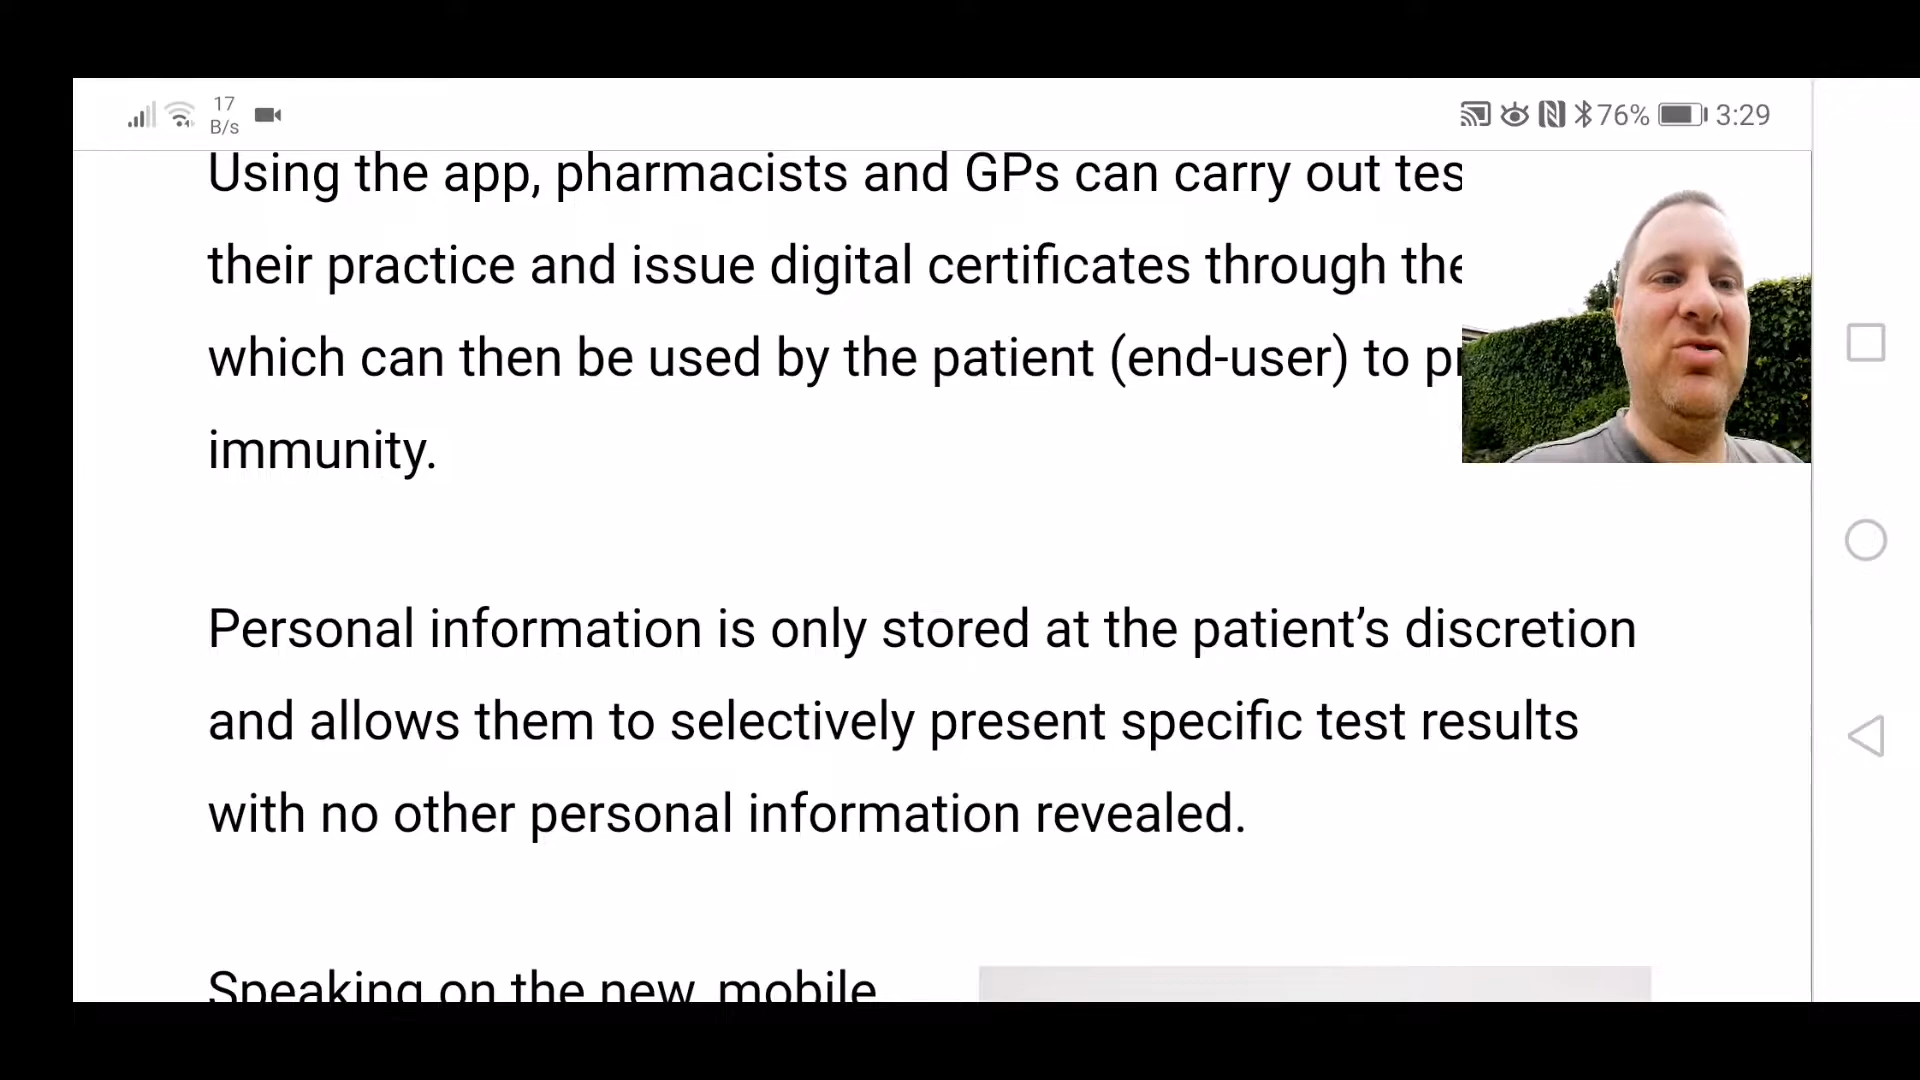 17
B/s
76% 3:29
Using the app, pharmacists and GPs can carry out tes
their practice and issue digital certificates through the
which can then be used by the patient (end-user) to
immunity.
Personal information is only stored at the patient’s discretion
and allows them to selectively present specific test results
with no other personal information revealed.
Speaking on the new, mobile